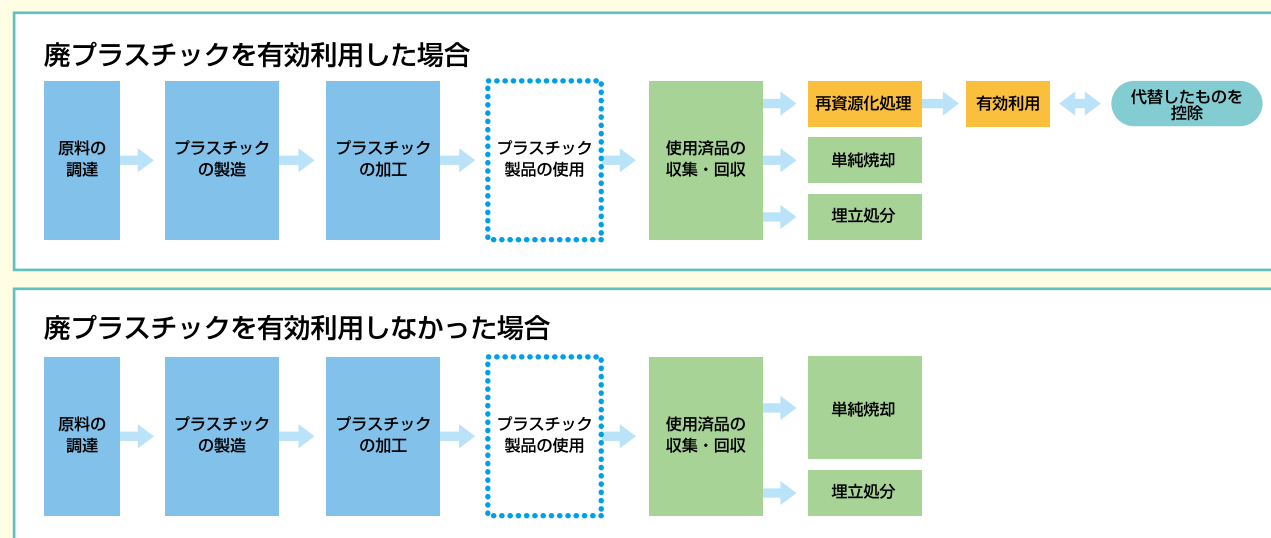 廃プラスチックを有効利用した場合
原料の
調達
プラスチック
の製造
プラスチック
の加工
プラスチック
製品の使用
使用済品の
収集・回収
再資源化処理
有効利用
代替したものを
控除
単純焼却
埋立処分
廃プラスチックを有効利用しなかった場合
原料の
調達
プラスチック
の製造
プラスチック
の加工
プラスチック
製品の使用
使用済品の
収集・回収
単純焼却
埋立処分